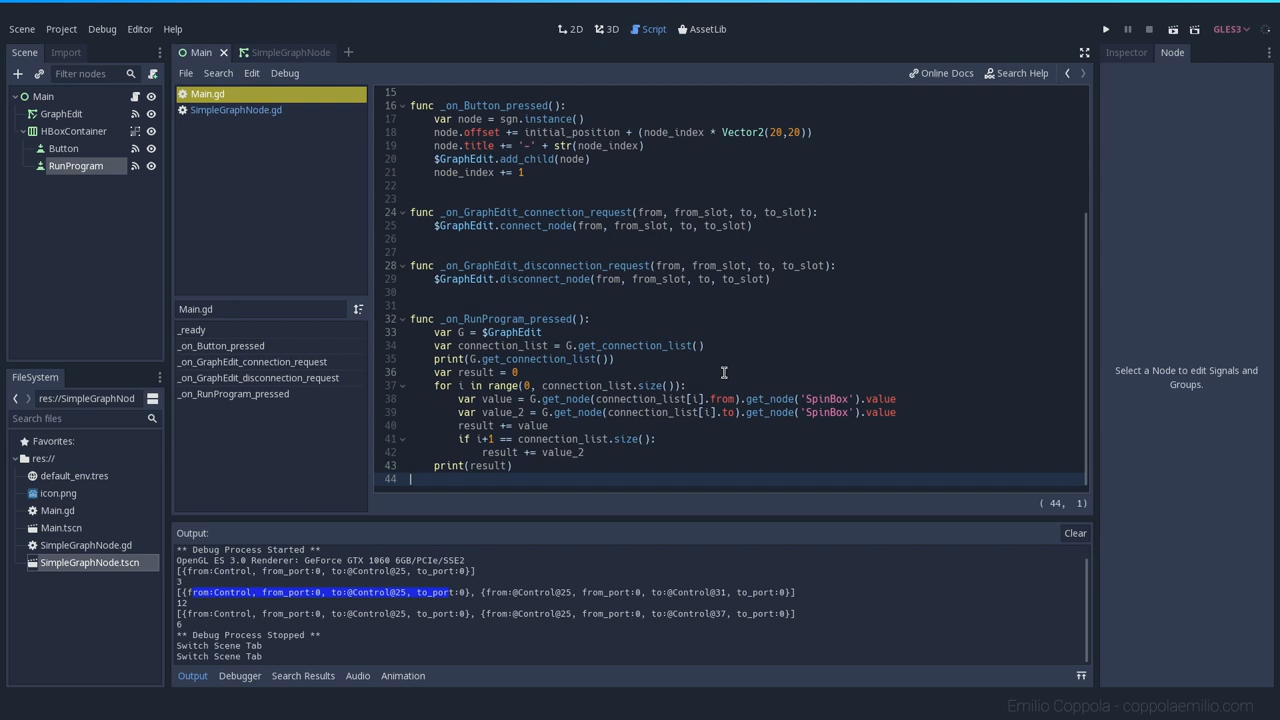 Scene Project Debug Editor Help 2D 3D Script AssetLib GLES3
Scene Import Main SimpleGraphNode Inspector Node
Filter nodes
File Search Edit Debug Online Docs Search Help
Main
GraphEdit
HBoxContainer
Button
RunProgram
Main.gd
SimpleGraphNode.gd
Main.gd
_ready
_on_Button_pressed
_on_GraphEdit_connection_request
_on_GraphEdit_disconnection_request
_on_RunProgram_pressed
15
16 func _on_Button_pressed():
17 var node = sgn.instance()
18 node.offset += initial_position + (node_index * Vector2(20,20))
19 node.title += '-' + str(node_index)
20 $GraphEdit.add_child(node)
21 node_index += 1
22
23
24 func _on_GraphEdit_connection_request(from, from_slot, to, to_slot):
25 $GraphEdit.connect_node(from, from_slot, to, to_slot)
26
27
28 func _on_GraphEdit_disconnection_request(from, from_slot, to, to_slot):
29 $GraphEdit.disconnect_node(from, from_slot, to, to_slot)
30
31
32 func _on_RunProgram_pressed():
33 var G = $GraphEdit
34 var connection_list = G.get_connection_list()
35 print(G.get_connection_list())
36 var result = 0
37 for i in range(0, connection_list.size()):
38 var value = G.get_node(connection_list[i].from).get_node('SpinBox').value
39 var value_2 = G.get_node(connection_list[i].to).get_node('SpinBox').value
40 result += value
41 if i+1 == connection_list.size():
42 result += value_2
43 print(result)
44
( 44, 1)
Select a Node to edit Signals and
Groups.
FileSystem
res://SimpleGraphNod
Search files
Favorites:
res://
default_env.tres
icon.png
Main.gd
Main.tscn
SimpleGraphNode.gd
SimpleGraphNode.tscn
Output: Clear
** Debug Process Started **
OpenGL ES 3.0 Renderer: GeForce GTX 1060 6GB/PCIe/SSE2
[{from:Control, from_port:0, to:@Control@25, to_port:0}]
3
[{from:Control, from_port:0, to:@Control@25, to_port:0}, {from:@Control@25, from_port:0, to:@Control@31, to_port:0}]
12
[{from:Control, from_port:0, to:@Control@25, to_port:0}, {from:@Control@25, from_port:0, to:@Control@37, to_port:0}]
6
** Debug Process Stopped **
Switch Scene Tab
Switch Scene Tab
Output Debugger Search Results Audio Animation
Emilio Coppola - coppolaemilio.com